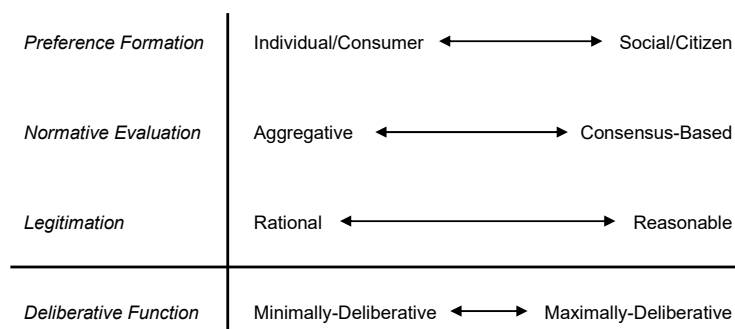 Preference Formation Individual/Consumer Social/Citizen
Normative Evaluation Aggregative Consensus-Based
Legitimation Rational Reasonable
Deliberative Function Minimally-Deliberative Maximally-Deliberative